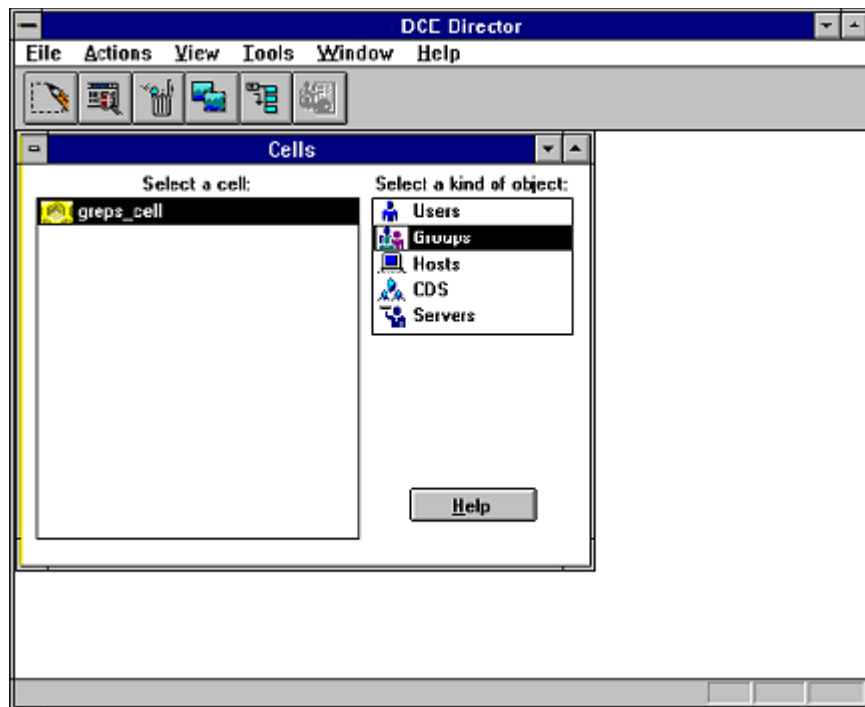 DCE Director
File Actions View Tools Window Help
Cells
Select a cell:
greps_cell
Select a kind of object:
Users
Groups
Hosts
CDS
Servers
Help